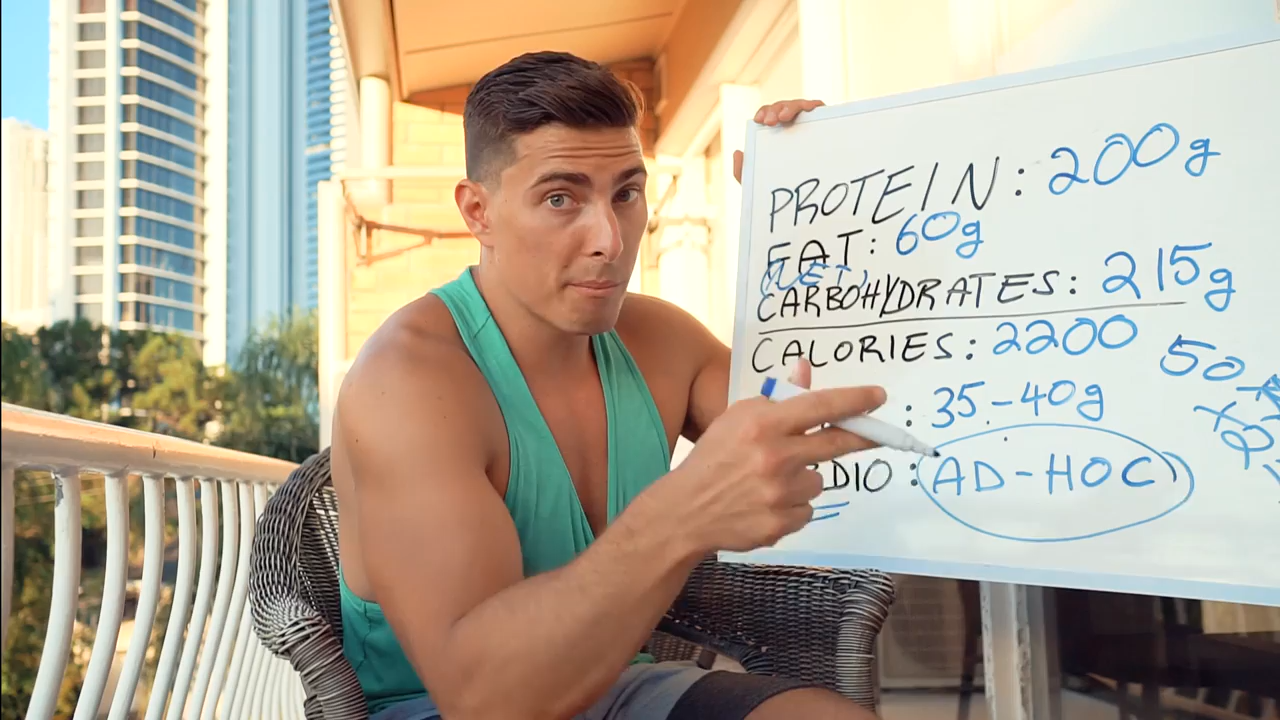 PROTEIN: 200g
FAT: 60g
(NET)
CARBOHYDRATES: 215g
CALORIES: 2200
50
: 35-40g
DIO: AD-HOC